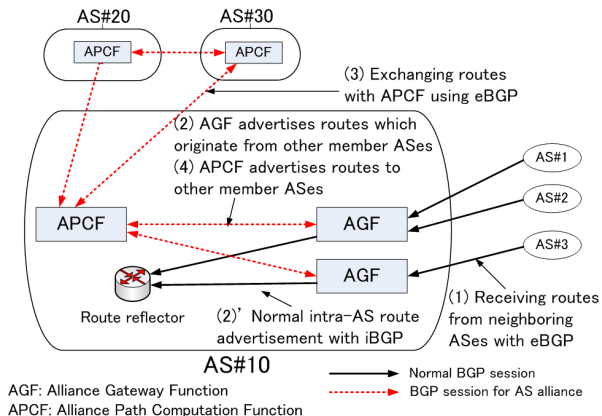 AS#20
AS#30
APCF
APCF
(3) Exchanging routes
with APCF using eBGP
(2) AGF advertises routes which
originate from other member ASes
(4) APCF advertises routes to
other member ASes
AS#1
AS#2
AS#3
APCF
AGF
AGF
Route reflector
(2)' Normal intra-AS route
advertisement with iBGP
(1) Receiving routes
from neighboring
ASes with eBGP
AS#10
Normal BGP session
BGP session for AS alliance
AGF: Alliance Gateway Function
APCF: Alliance Path Computation Function